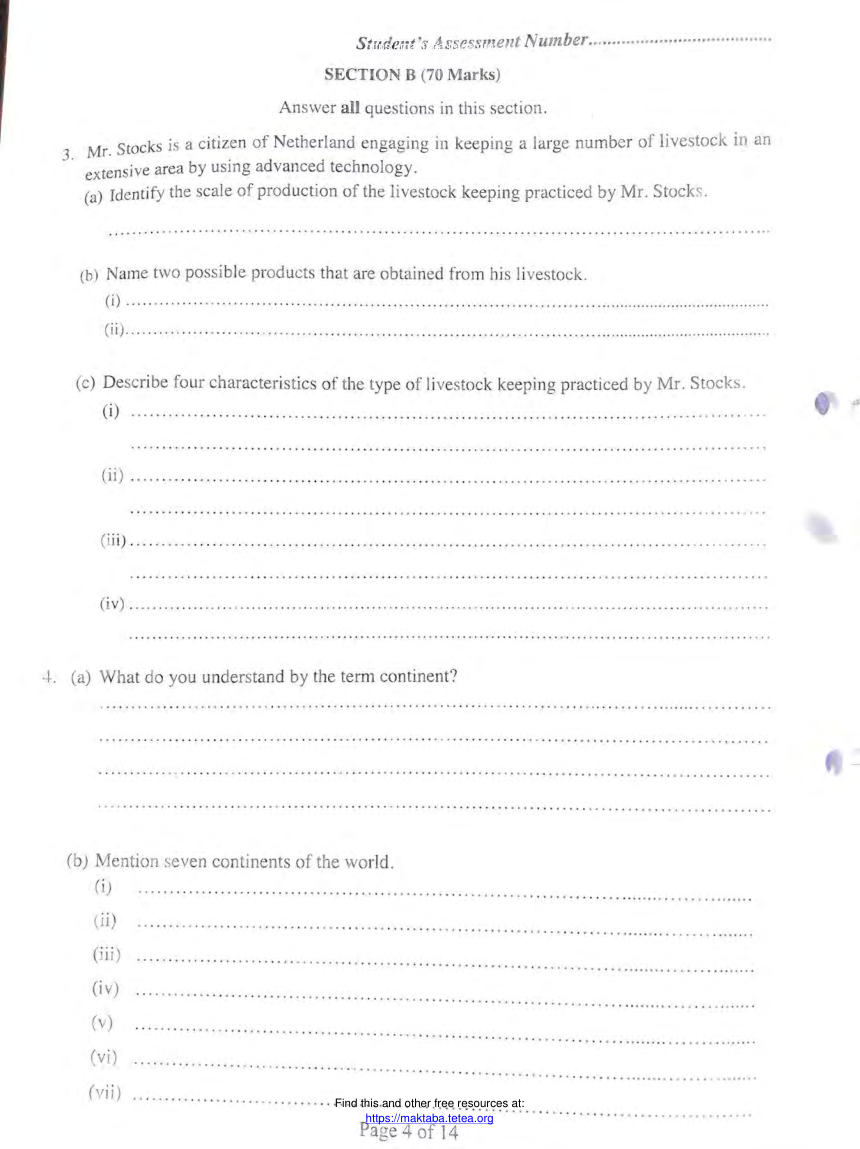 Student's Assessment Number..........................................
SECTION B (70 Marks)
Answer all questions in this section.
3. Mr. Stocks is a citizen of Netherland engaging in keeping a large number of livestock in an
extensive area by using advanced technology.
(a) Identify the scale of production of the livestock keeping practiced by Mr. Stocks.
..........................................................................................
(b) Name two possible products that are obtained from his livestock.
(i) ..........................................................................................
(ii)..........................................................................................
(c) Describe four characteristics of the type of livestock keeping practiced by Mr. Stocks.
(i) ..........................................................................................
..........................................................................................
(ii) ..........................................................................................
..........................................................................................
(iii)..........................................................................................
..........................................................................................
(iv)..........................................................................................
..........................................................................................
4. (a) What do you understand by the term continent?
..........................................................................................
..........................................................................................
..........................................................................................
..........................................................................................
(b) Mention seven continents of the world.
(i) ..........................................................................................
(ii) ..........................................................................................
(iii) ..........................................................................................
(iv) ..........................................................................................
(v) ..........................................................................................
(vi) ..........................................................................................
(vii) ..........................................................................................
Find this and other free resources at:
https://maktaba.tetea.org
Page 4 of 14